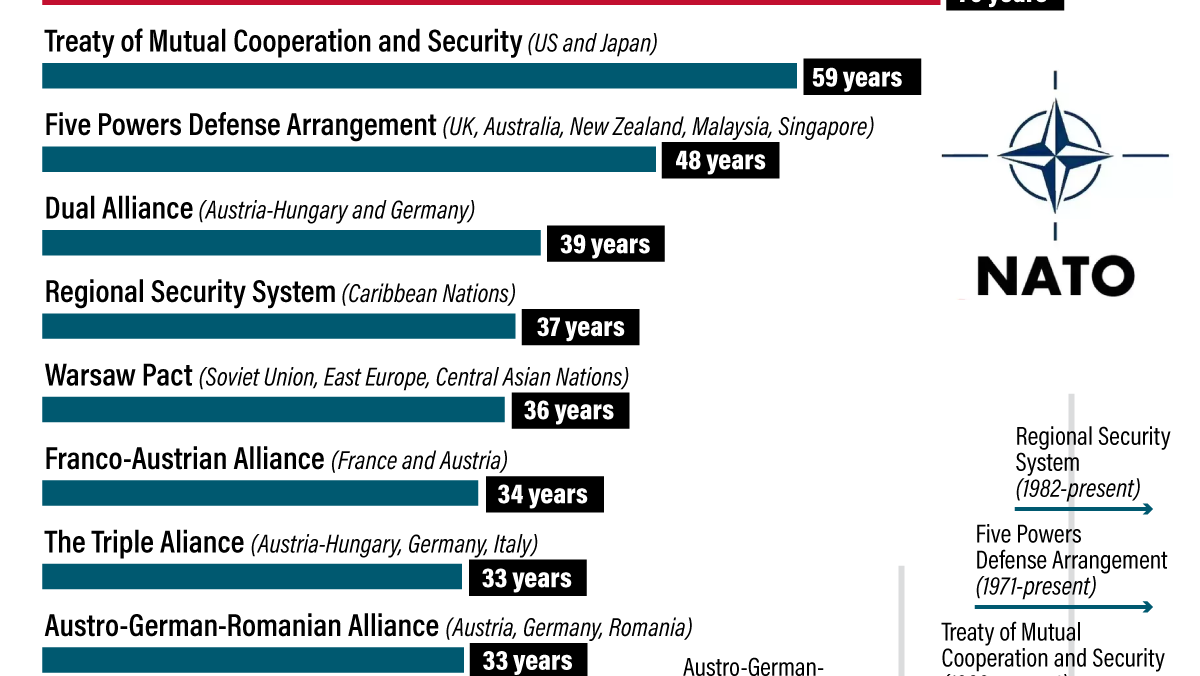 years
Treaty of Mutual Cooperation and Security (US and Japan)
59 years
Five Powers Defense Arrangement (UK, Australia, New Zealand, Malaysia, Singapore)
48 years
Dual Alliance (Austria-Hungary and Germany)
39 years
Regional Security System (Caribbean Nations)
37 years
Warsaw Pact (Soviet Union, East Europe, Central Asian Nations)
36 years
Franco-Austrian Alliance (France and Austria)
34 years
The Triple Aliance (Austria-Hungary, Germany, Italy)
33 years
Austro-German-Romanian Alliance (Austria, Germany, Romania)
33 years
NATO
Regional Security
System
(1982-present)
Five Powers
Defense Arrangement
(1971-present)
Treaty of Mutual
Cooperation and Security
Austro-German-